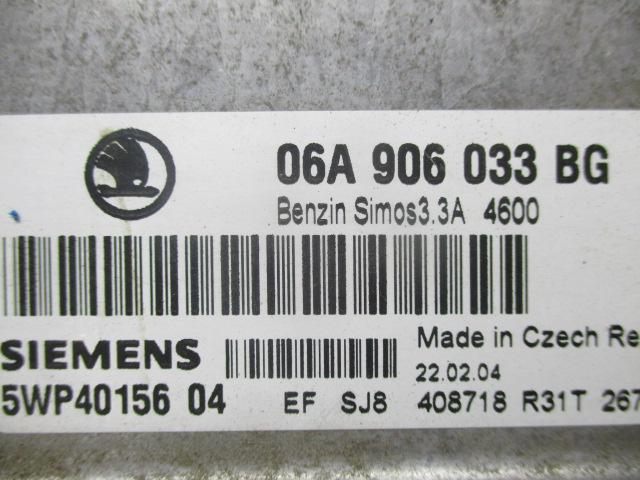 06A 906 033 BG
Benzin Simos3.3A 4600
SIEMENS
Made in Czech Re
22.02.04
5WP40156 04
EF SJ8
408718 R31T 267